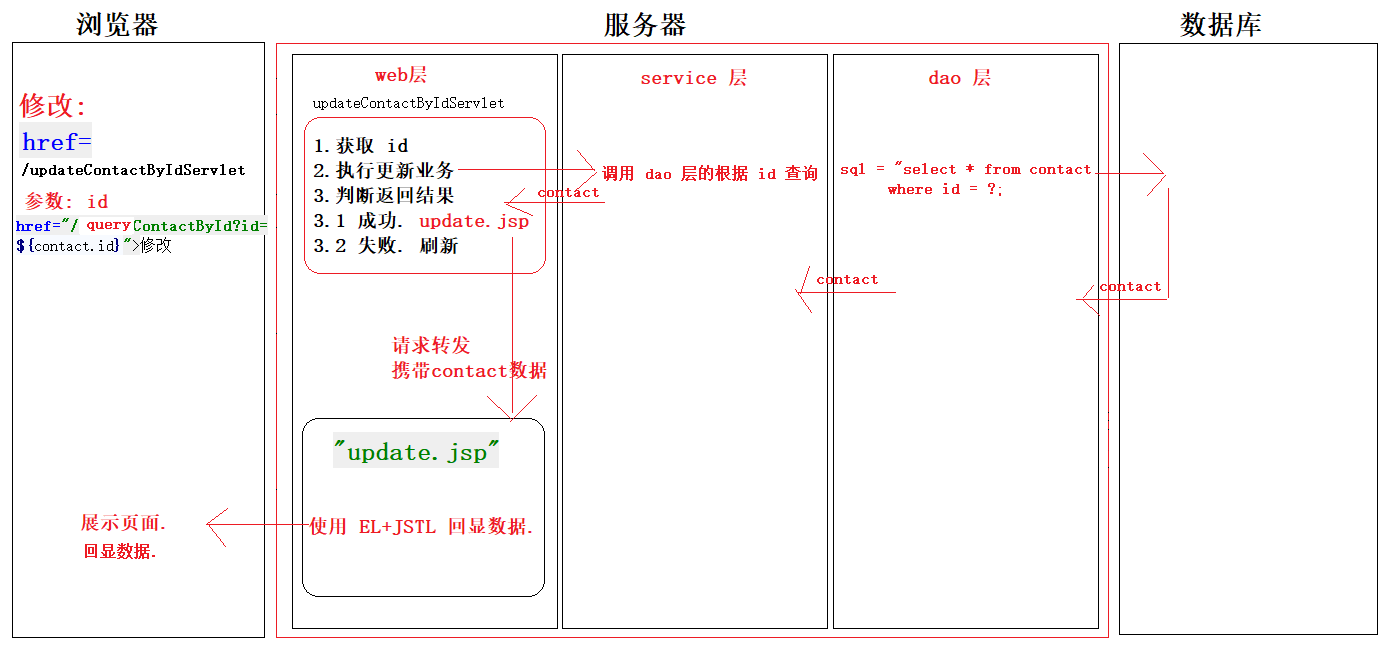 浏览器
服务器
数据库
修改:
href=
/updateContactByIdServlet
参数: id
href="/ queryContactById?id=
${contact.id}">修改
展示页面.
回显数据.
web层
updateContactByIdServlet
1. 获取 id
2. 执行更新业务
3. 判断返回结果
3.1 成功. update.jsp
3.2 失败. 刷新
contact
请求转发
携带contact数据
"update.jsp"
使用 EL+JSTL 回显数据.
service 层
调用 dao 层的根据 id 查询
contact
dao 层
sql = "select * from contact
where id = ?;
contact